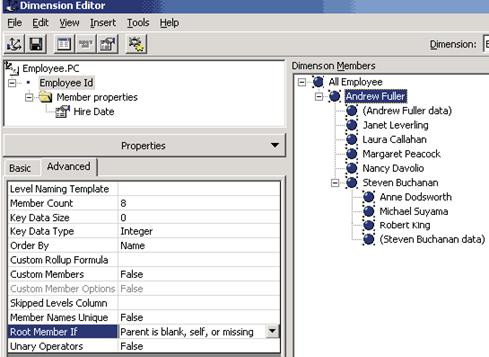 Dimension Editor
File Edit View Insert Tools Help
Dimension:
Employee.PC
Employee Id
Member properties
Hire Date
Properties
Basic Advanced
Level Naming Template
Member Count 8
Key Data Size 0
Key Data Type Integer
Order By Name
Custom Rollup Formula
Custom Members False
Custom Member Options False
Skipped Levels Column
Member Names Unique False
Root Member If Parent is blank, self, or missing
Unary Operators False
Dimenson Members
All Employee
Andrew Fuller
(Andrew Fuller data)
Janet Leverling
Laura Callahan
Margaret Peacock
Nancy Davolio
Steven Buchanan
Anne Dodsworth
Michael Suyama
Robert King
(Steven Buchanan data)